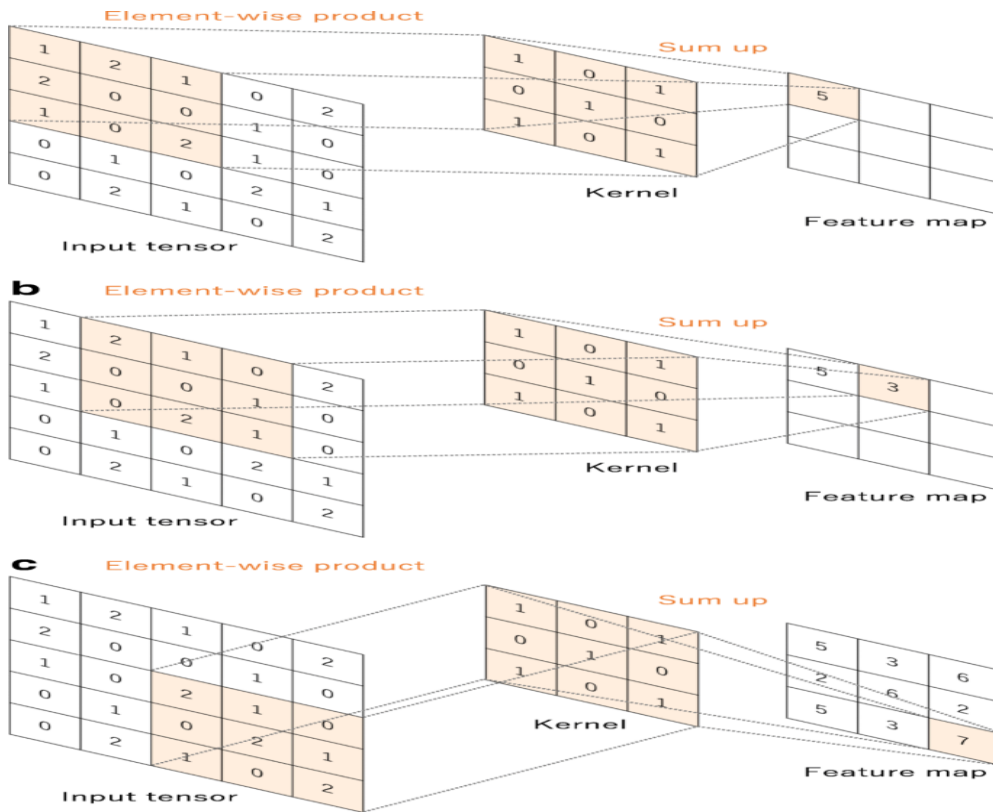 Element-wise product
Sum up
1 2 1 0 2
2 0 0 1 0
1 0 2 1 0
0 1 0 2 1
0 2 1 0 2
Input tensor
1 0 1
0 1 0
1 0 1
Kernel
5
Feature map
b
Element-wise product
Sum up
1 2 1 0 2
2 0 0 1 0
1 0 2 1 0
0 1 0 2 1
0 2 1 0 2
Input tensor
1 0 1
0 1 0
1 0 1
Kernel
5 3
Feature map
c
Element-wise product
Sum up
1 2 1 0 2
2 0 0 1 0
1 0 2 1 0
0 1 0 2 1
0 2 1 0 2
Input tensor
1 0 1
0 1 0
1 0 1
Kernel
5 3 6
2 6 2
5 3 7
Feature map